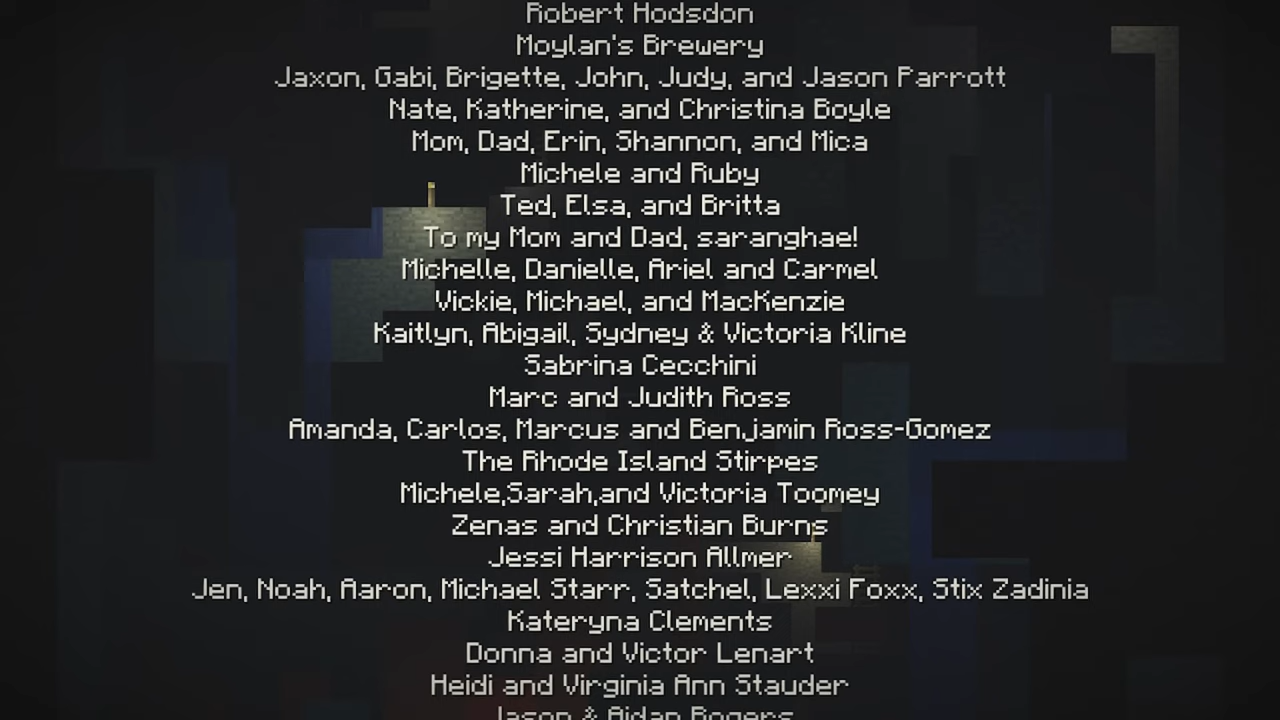 Robert Hodsdon
Moylan's Brewery
Jaxon, Gabi, Brigette, John, Judy, and Jason Parrott
Nate, Katherine, and Christina Boyle
Mom, Dad, Erin, Shannon, and Mica
Michele and Ruby
Ted, Elsa, and Britta
To my Mom and Dad, saranghae!
Michelle, Danielle, Ariel and Carmel
Vickie, Michael, and MacKenzie
Kaitlyn, Abigail, Sydney & Victoria Kline
Sabrina Cecchini
Marc and Judith Ross
Amanda, Carlos, Marcus and Benjamin Ross-Gomez
The Rhode Island Stirpes
Michele,Sarah,and Victoria Toomey
Zenas and Christian Burns
Jessi Harrison Allmer
Jen, Noah, Aaron, Michael Starr, Satchel, Lexxi Foxx, Stix Zadinia
Kateryna Clements
Donna and Victor Lenart
Heidi and Virginia Ann Stauder
Jason & Aidan Rogers